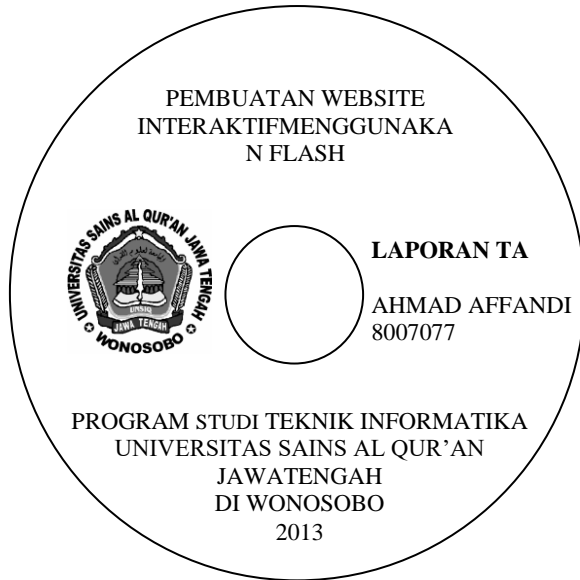 PEMBUATAN WEBSITE
INTERAKTIFMENGGUNAKA
N FLASH
UNIVERSITAS SAINS AL QUR'AN JAWA TENGAH
UNSIQ
JAWA TENGAH
WONOSOBO
LAPORAN TA
AHMAD AFFANDI
8007077
PROGRAM STUDI TEKNIK INFORMATIKA
UNIVERSITAS SAINS AL QUR’AN
JAWATENGAH
DI WONOSOBO
2013